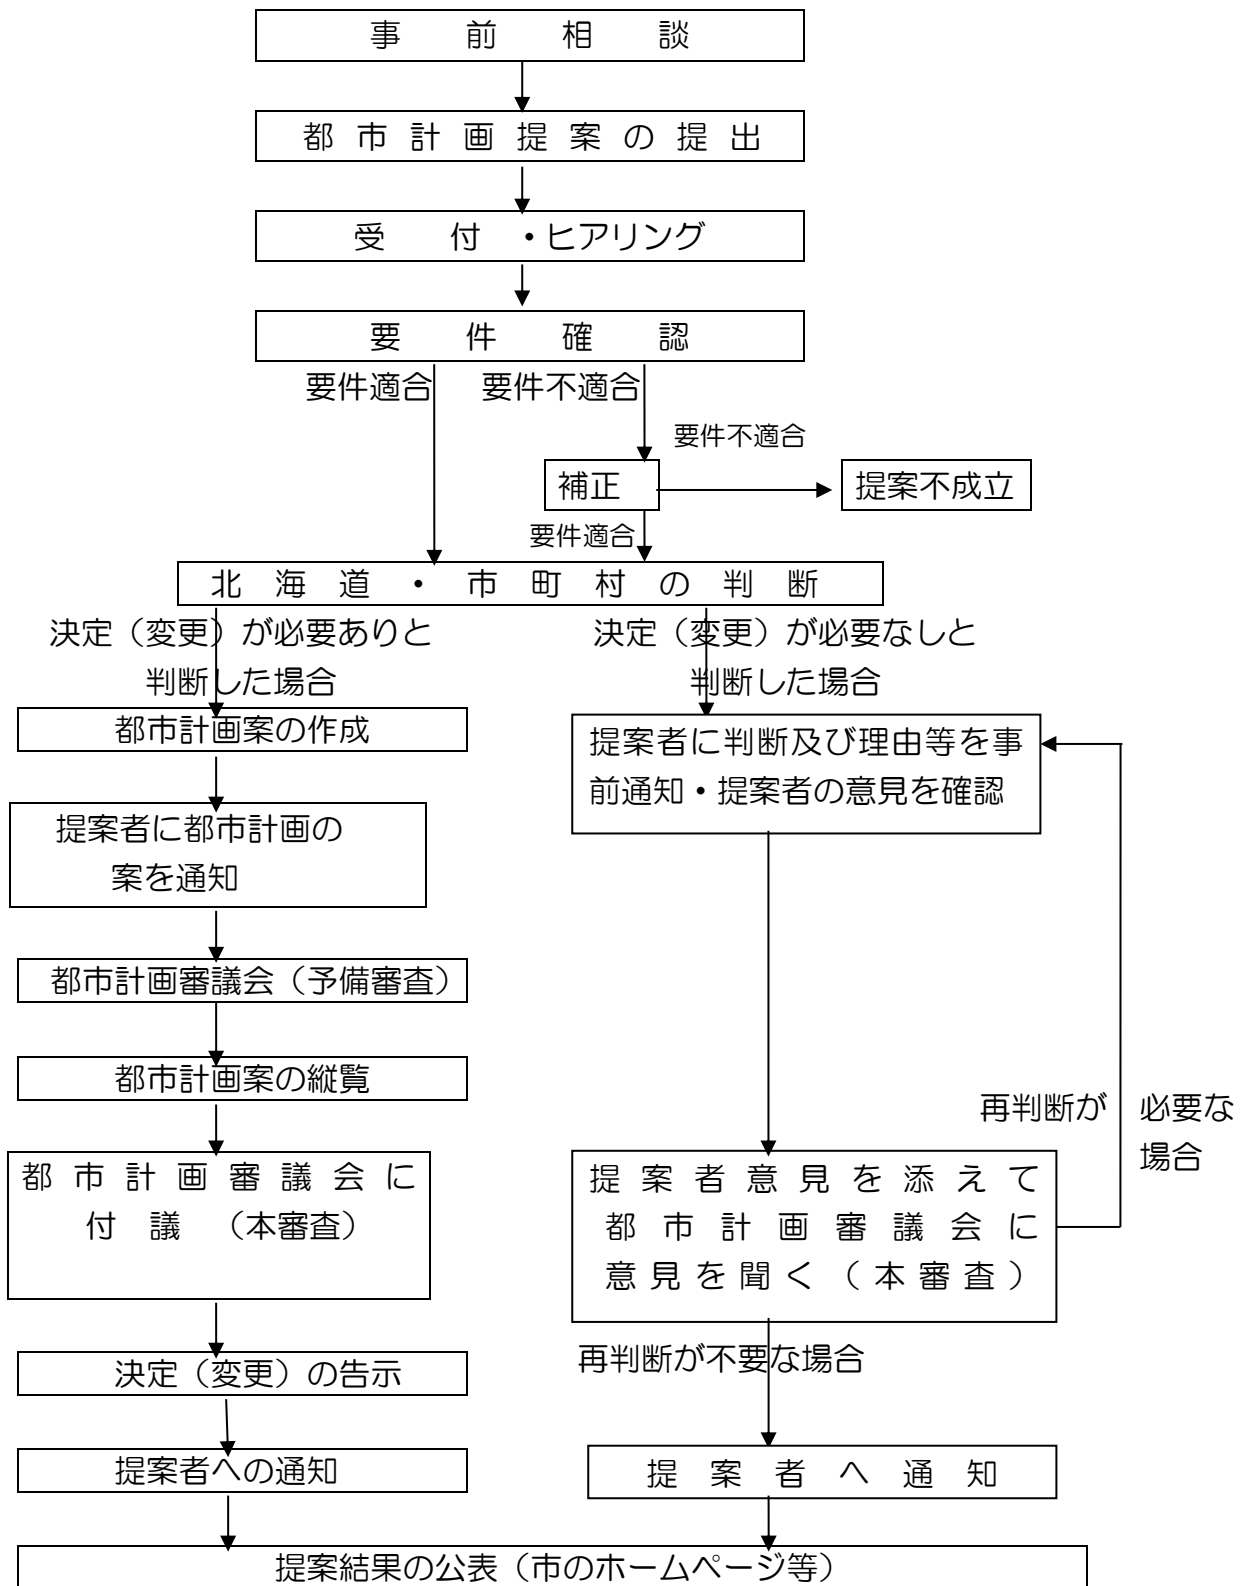 事前相談
都市計画提案の提出
受付・ヒアリング
要件確認
要件適合
要件不適合
要件不適合
補正
提案不成立
要件適合
北海道・市町村の判断
決定（変更）が必要ありと
判断した場合
決定（変更）が必要なしと
判断した場合
都市計画案の作成
提案者に都市計画の
案を通知
都市計画審議会（予備審査）
都市計画案の縦覧
都市計画審議会に
付議（本審査）
決定（変更）の告示
提案者への通知
提案者に判断及び理由等を事
前通知・提案者の意見を確認
再判断が 必要な
場合
提案者意見を添えて
都市計画審議会に
意見を聞く（本審査）
再判断が不要な場合
提案者へ通知
提案結果の公表（市のホームページ等）